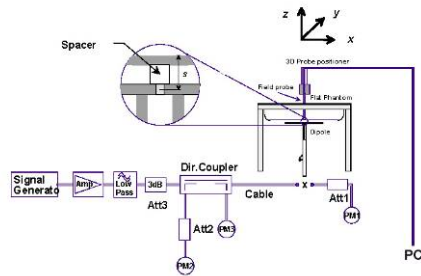 z
y
x
Spacer
s
3D Probe positioner
Field probe
Flat Phantom
Dipole
Signal
Generato
Amp
Low
Pass
3dB
Att3
Dir.Coupler
Cable
x
Att1
PM1
Att2
PM3
PM2
PC